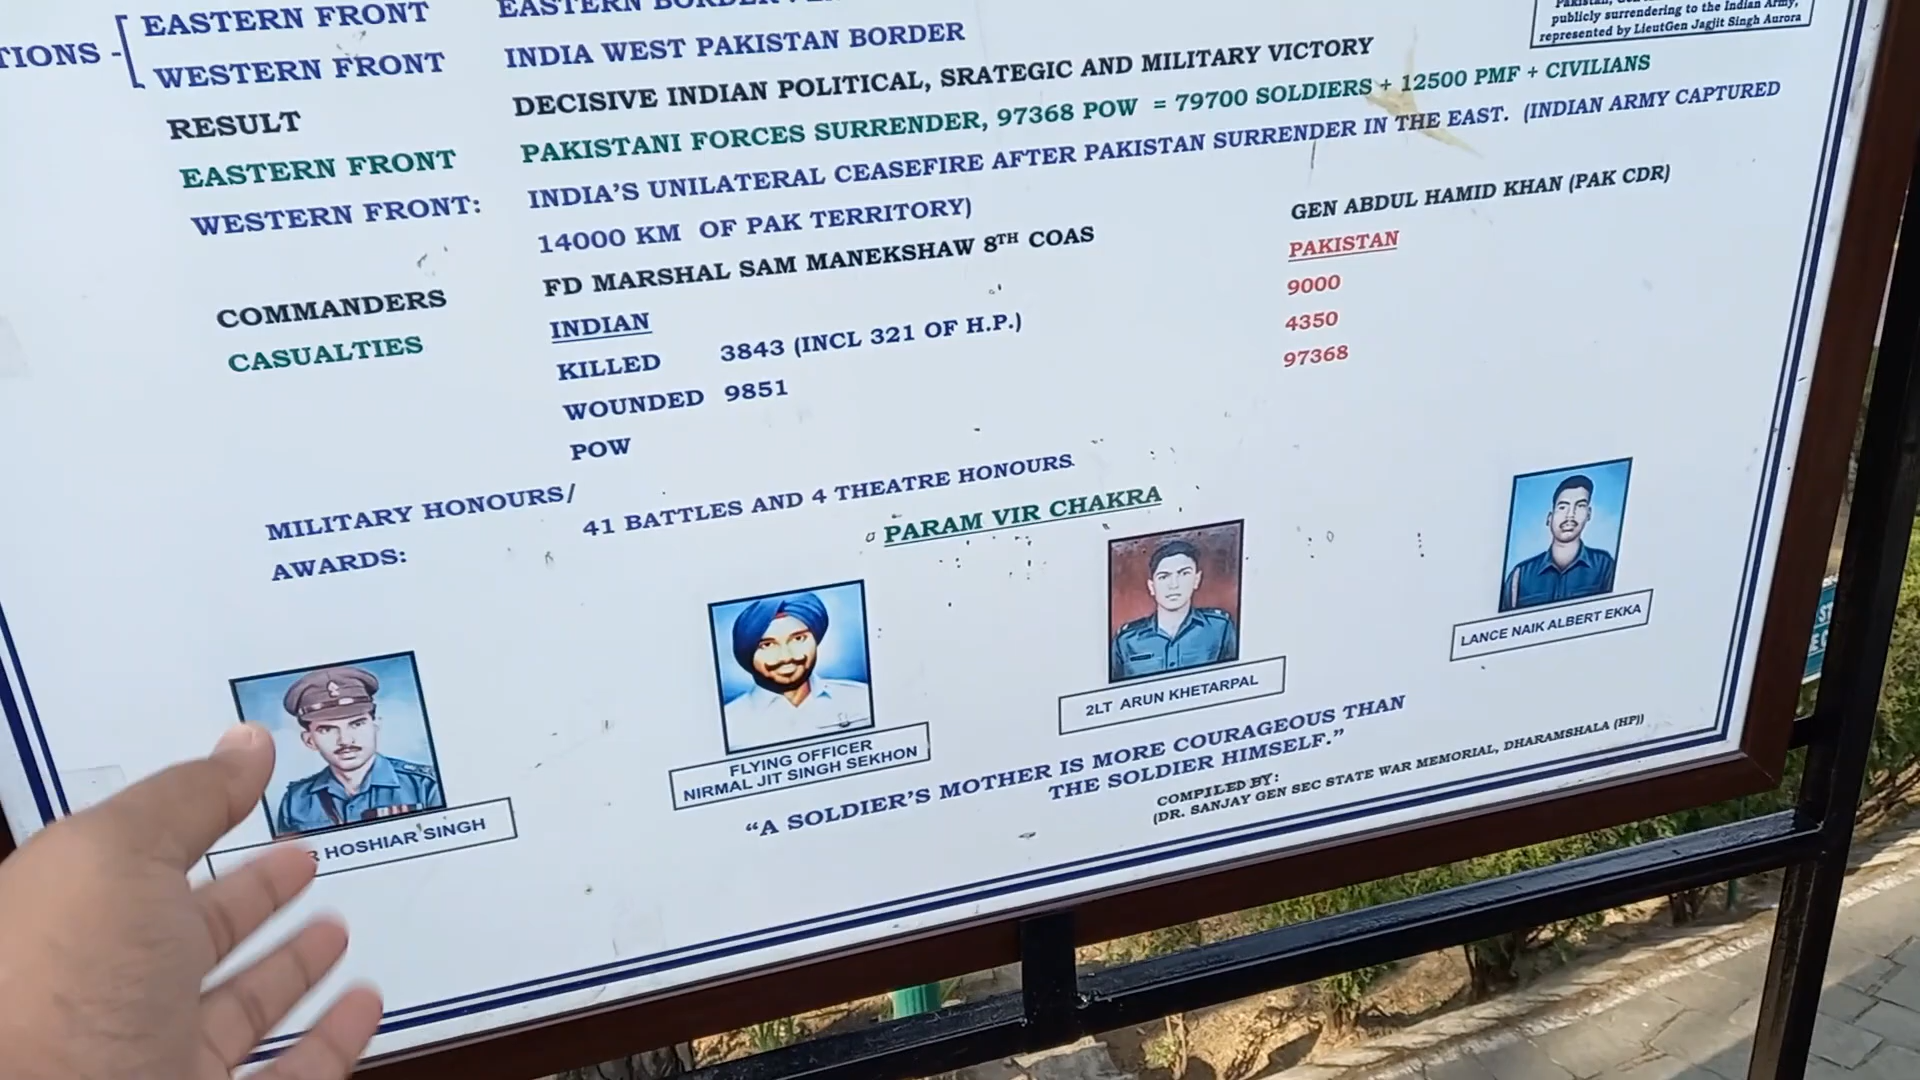 TIONS -
EASTERN FRONT EASTERN BORDER
WESTERN FRONT INDIA WEST PAKISTAN BORDER
RESULT DECISIVE INDIAN POLITICAL, SRATEGIC AND MILITARY VICTORY
EASTERN FRONT PAKISTANI FORCES SURRENDER, 97368 POW = 79700 SOLDIERS + 12500 PMF + CIVILIANS
WESTERN FRONT: INDIA'S UNILATERAL CEASEFIRE AFTER PAKISTAN SURRENDER IN THE EAST. (INDIAN ARMY CAPTURED
14000 KM OF PAK TERRITORY)
COMMANDERS FD MARSHAL SAM MANEKSHAW 8TH COAS GEN ABDUL HAMID KHAN (PAK CDR)
CASUALTIES INDIAN PAKISTAN
KILLED 3843 (INCL 321 OF H.P.) 9000
WOUNDED 9851 4350
POW 97368
MILITARY HONOURS/ 41 BATTLES AND 4 THEATRE HONOURS
AWARDS: PARAM VIR CHAKRA
R HOSHIAR SINGH
FLYING OFFICER
NIRMAL JIT SINGH SEKHON
2LT ARUN KHETARPAL
LANCE NAIK ALBERT EKKA
"A SOLDIER'S MOTHER IS MORE COURAGEOUS THAN
THE SOLDIER HIMSELF."
COMPILED BY:
(DR. SANJAY GEN SEC STATE WAR MEMORIAL, DHARAMSHALA (HP))
publicly surrendering to the Indian Army,
represented by LieutGen Jagjit Singh Aurora